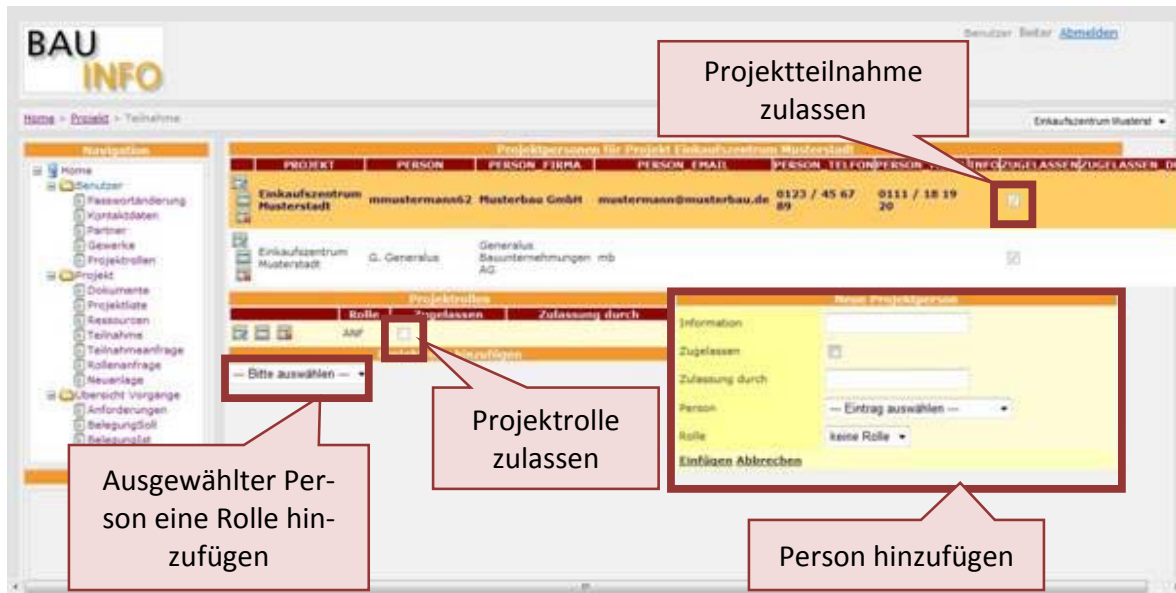 BAU
INFO
Benutzer Beiter Abmelden
Projektteilnahme
zulassen
Home > Projekt > Teilnahme
Einkaufszentrum Musterst
Navigation
Home
Benutzer
Passwortänderung
Kontaktdaten
Partner
Gewerke
Projektrollen
Projekt
Dokumente
Projektliste
Ressourcen
Teilnahme
Teilnahmeanfrage
Rollenanfrage
Neuanlage
Übersicht Vorgänge
Anforderungen
BelegungSoll
BelegungIst
Projektpersonen für Projekt Einkaufszentrum Musterstadt
PROJEKT PERSON PERSON_FIRMA PERSON_EMAIL PERSON_TELFON INFO ZUGELASSEN
Einkaufszentrum Musterstadt mmustermann62 Musterbau GmbH mustermann@musterbau.de 0123 / 45 67 89 0111 / 18 19 20
Einkaufszentrum Musterstadt G. Generalus Generalus Bauunternehmungen AG mb
Projektrollen
Rolle Zugelassen Zulassung durch
ANF
hinzufügen
--- Bitte auswählen ---
Projektrolle
zulassen
Ausgewählter Per-
son eine Rolle hin-
zufügen
Neue Projektperson
Information
Zugelassen
Zulassung durch
Person --- Eintrag auswählen ---
Rolle keine Rolle
Einfügen Abbrechen
Person hinzufügen